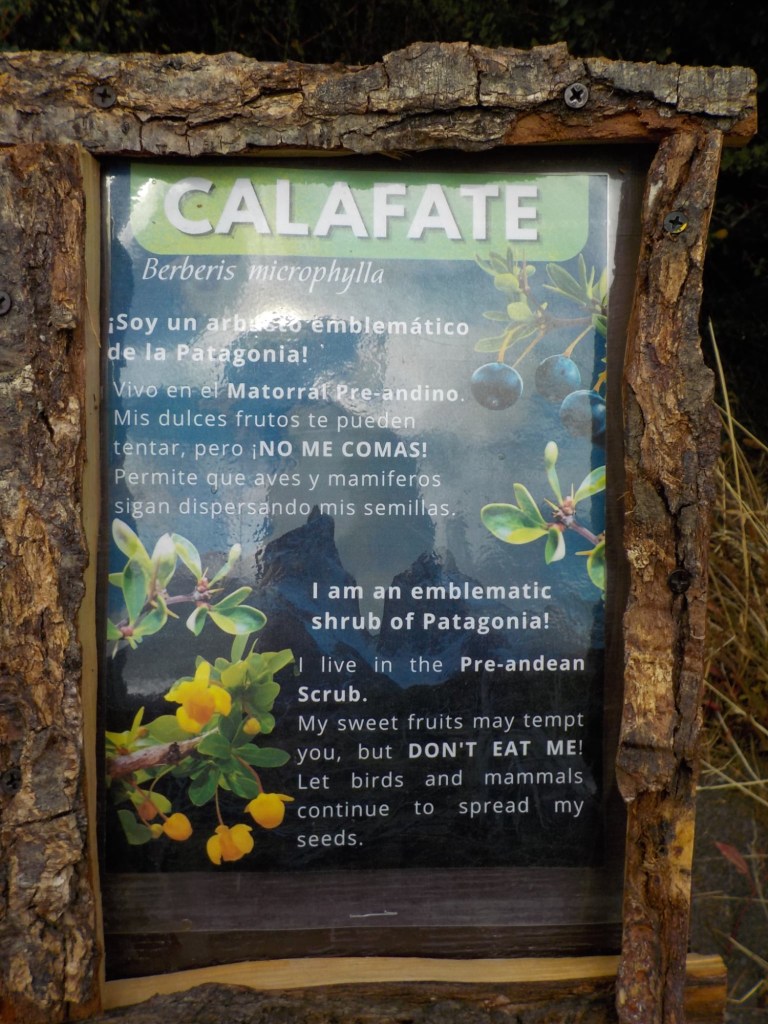 CALAFATE
Berberis microphylla
¡Soy un arbusto emblemático
de la Patagonia!
Vivo en el Matorral Pre-andino.
Mis dulces frutos te pueden
tentar, pero ¡NO ME COMAS!
Permite que aves y mamiferos
sigan dispersando mis semillas.
I am an emblematic
shrub of Patagonia!
I live in the Pre-andean
Scrub.
My sweet fruits may tempt
you, but DON'T EAT ME!
Let birds and mammals
continue to spread my
seeds.